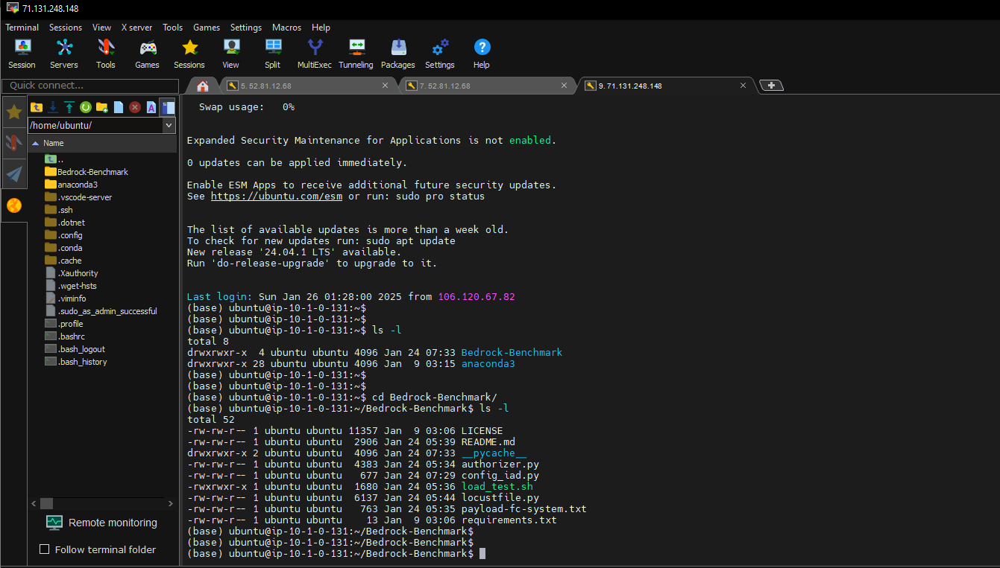 71.131.248.148
Terminal Sessions View X server Tools Games Settings Macros Help
Session Servers Tools Games Sessions View Split MultiExec Tunneling Packages Settings Help
Quick connect...
5. 52.81.12.68
7. 52.81.12.68
9. 71.131.248.148
/home/ubuntu/
Name
..
Bedrock-Benchmark
anaconda3
.vscode-server
.ssh
.dotnet
.config
.conda
.cache
.Xauthority
.wget-hsts
.viminfo
.sudo_as_admin_successful
.profile
.bashrc
.bash_logout
.bash_history
Remote monitoring
Follow terminal folder
Swap usage:   0%
Expanded Security Maintenance for Applications is not enabled.
0 updates can be applied immediately.
Enable ESM Apps to receive additional future security updates.
See https://ubuntu.com/esm or run: sudo pro status
The list of available updates is more than a week old.
To check for new updates run: sudo apt update
New release '24.04.1 LTS' available.
Run 'do-release-upgrade' to upgrade to it.
Last login: Sun Jan 26 01:28:00 2025 from 106.120.67.82
(base) ubuntu@ip-10-1-0-131:~$
(base) ubuntu@ip-10-1-0-131:~$
(base) ubuntu@ip-10-1-0-131:~$ ls -l
total 8
drwxrwxr-x  4 ubuntu ubuntu 4096 Jan 24 07:33 Bedrock-Benchmark
drwxrwxr-x 28 ubuntu ubuntu 4096 Jan  9 03:15 anaconda3
(base) ubuntu@ip-10-1-0-131:~$
(base) ubuntu@ip-10-1-0-131:~$
(base) ubuntu@ip-10-1-0-131:~$ cd Bedrock-Benchmark/
(base) ubuntu@ip-10-1-0-131:~/Bedrock-Benchmark$ ls -l
total 52
-rw-rw-r-- 1 ubuntu ubuntu 11357 Jan  9 03:06 LICENSE
-rw-rw-r-- 1 ubuntu ubuntu  2906 Jan 24 05:39 README.md
drwxrwxr-x 2 ubuntu ubuntu  4096 Jan 24 07:33 __pycache__
-rw-rw-r-- 1 ubuntu ubuntu  4383 Jan 24 05:34 authorizer.py
-rw-rw-r-- 1 ubuntu ubuntu   677 Jan 24 07:29 config_iad.py
-rwxrwxr-x 1 ubuntu ubuntu  1680 Jan 24 05:36 load_test.sh
-rw-rw-r-- 1 ubuntu ubuntu  6137 Jan 24 05:44 locustfile.py
-rw-rw-r-- 1 ubuntu ubuntu   763 Jan 24 05:35 payload-fc-system.txt
-rw-rw-r-- 1 ubuntu ubuntu    13 Jan  9 03:06 requirements.txt
(base) ubuntu@ip-10-1-0-131:~/Bedrock-Benchmark$
(base) ubuntu@ip-10-1-0-131:~/Bedrock-Benchmark$
(base) ubuntu@ip-10-1-0-131:~/Bedrock-Benchmark$